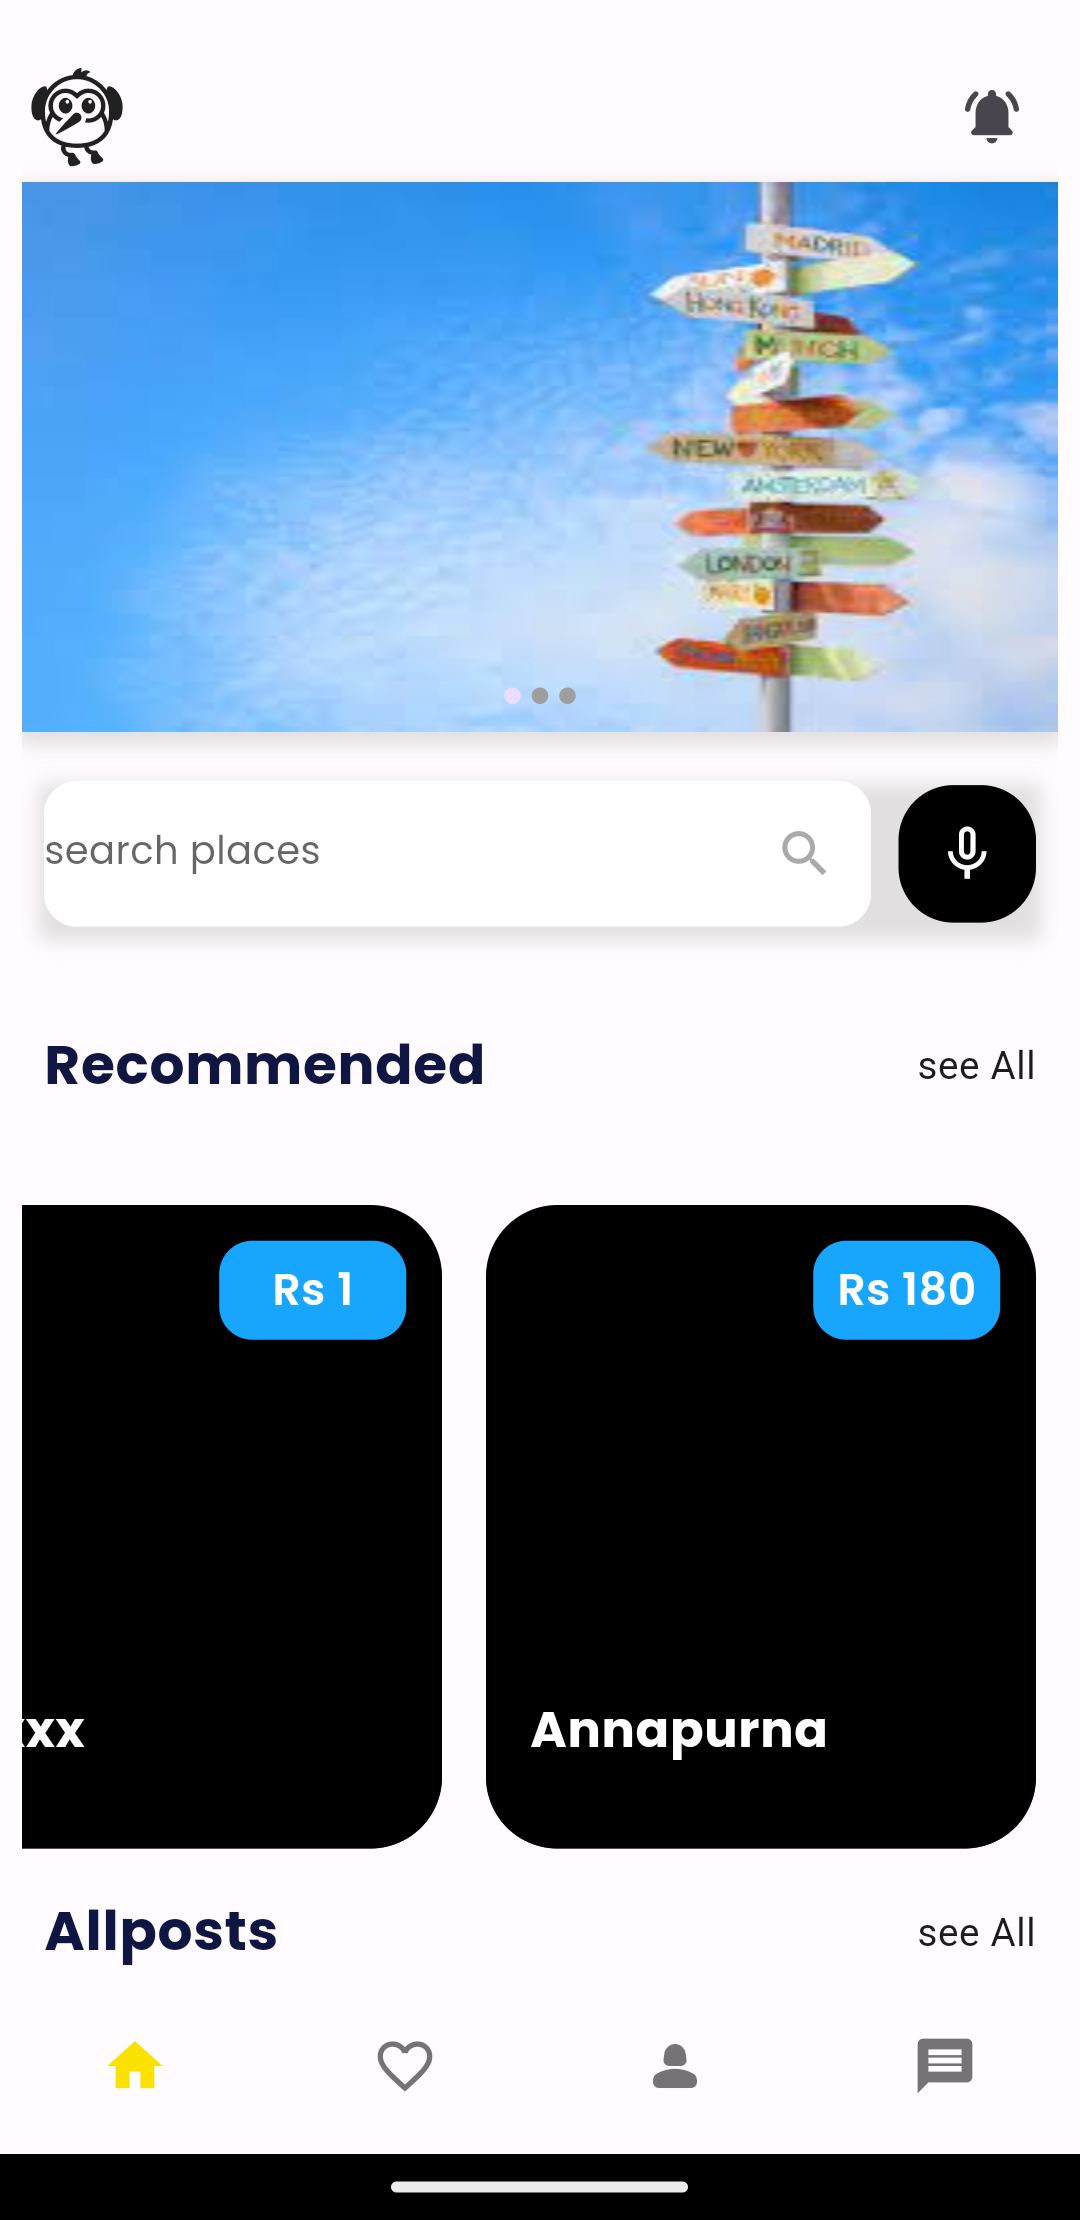 MADRID
HONG KONG
MUNICH
NEW YORK
AMSTERDAM
LONDON
search places
Recommended
see All
Rs 1
Rs 180
xx
Annapurna
Allposts
see All